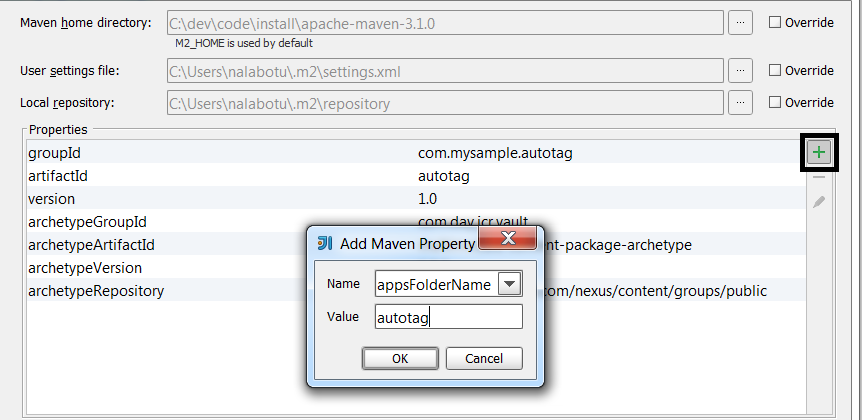 Maven home directory: C:\dev\code\install\apache-maven-3.1.0 ... Override
M2_HOME is used by default
User settings file: C:\Users\nalabotu\.m2\settings.xml ... Override
Local repository: C:\Users\nalabotu\.m2\repository ... Override
Properties
groupId com.mysample.autotag
artifactId autotag
version 1.0
archetypeGroupId com.day.jcr.vault
archetypeArtifactId nt-package-archetype
archetypeVersion
archetypeRepository com/nexus/content/groups/public
Add Maven Property
Name appsFolderName
Value autotag
OK Cancel